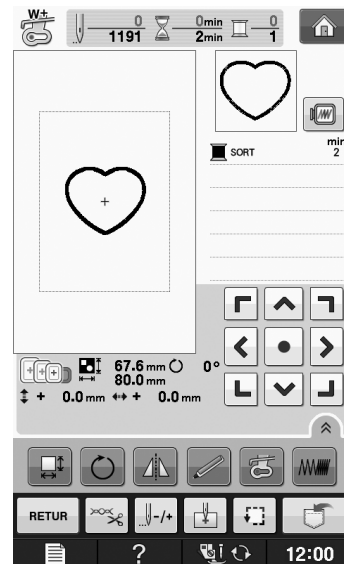 W+
0 0min 0
1191 2min 1
min
SORT 2
67.6 mm 0°
80.0 mm
+ 0.0 mm + 0.0 mm
RETUR -/+
? 12:00